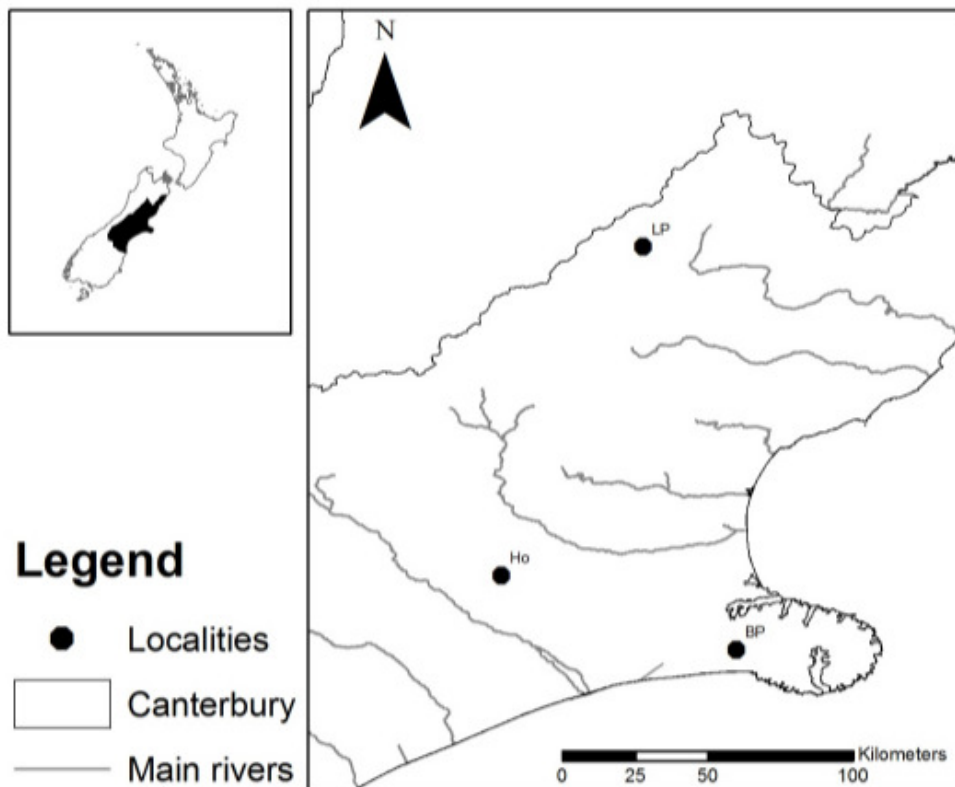 N
LP
Ho
BP
Legend
Localities
Canterbury
Main rivers
Kilometers
0 25 50 100